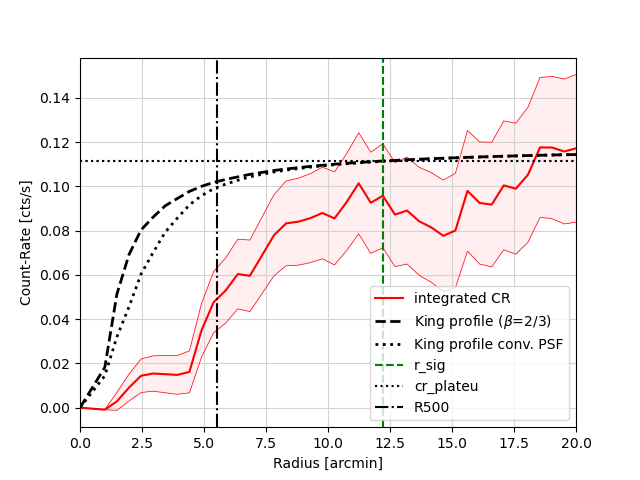 0.14
0.12
0.10
0.08
0.06
0.04
0.02
0.00
Count-Rate [cts/s]
integrated CR
King profile (β=2/3)
King profile conv. PSF
r_sig
cr_plateu
R500
0.0 2.5 5.0 7.5 10.0 12.5 15.0 17.5 20.0
Radius [arcmin]